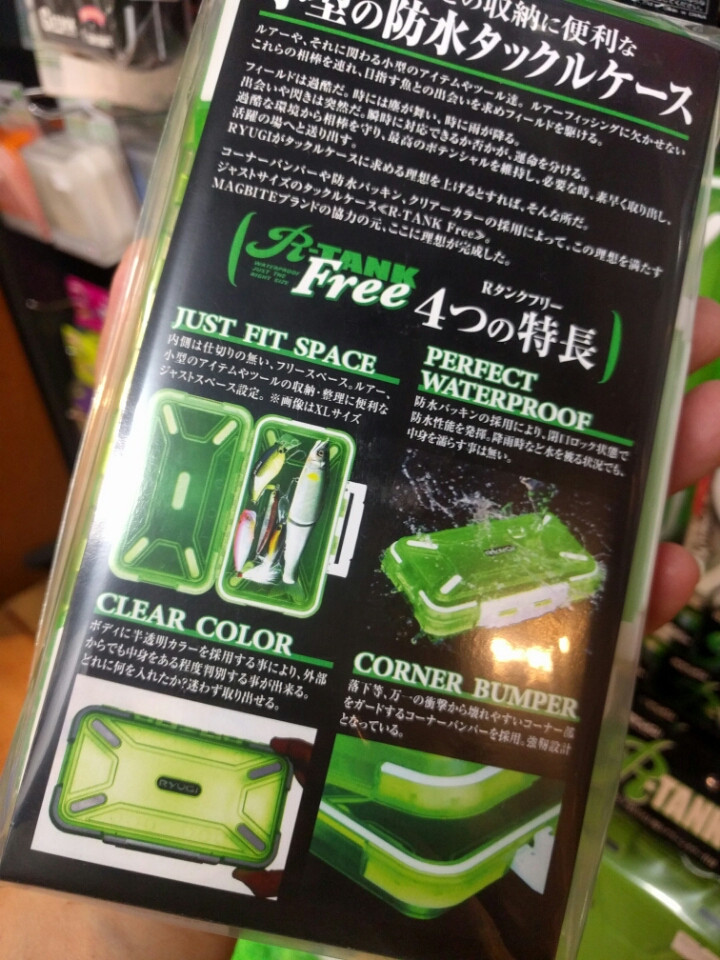 の収納に便利な
小型の防水タックルケース
ルアーや、それに関わる小型のアイテムやツール達。ルアーフィッシングに欠かせない
これらの相棒を連れ、目指す魚との出会いを求めフィールドを駆ける。
フィールドは過酷だ。時には塵が舞い、時に雨が降る。
出会いや閃きは突然だ。瞬時に対応できるか否かが、運命を分ける。
過酷な環境から相棒を守り、最高のポテンシャルを維持し、必要な時、素早く取り出し、
活躍の場へと送り出す。
RYUGIがタックルケースに求める理想を上げるとすれば、そんな所だ。
コーナーバンパーや防水パッキン、クリアーカラーの採用によって、この理想を満たす
ジャストサイズのタックルケース≪R-TANK Free≫。
MAGBITEブランドの協力の元、ここに理想が完成した。
R-TANK
WATERPROOF
JUST THE
RIGHT SIZE
Free
Rタンクフリー
4つの特長
JUST FIT SPACE
内側は仕切りの無い、フリースペース。ルアー、
小型のアイテムやツールの収納・整理に便利な
ジャストスペース設定。※画像はXLサイズ
PERFECT
WATERPROOF
防水パッキンの採用により、閉口ロック状態で
防水性能を発揮。降雨時など水を被る状況でも、
中身を濡らす事は無い。
CLEAR COLOR
ボディに半透明カラーを採用する事により、外部
からでも中身をある程度判別する事が出来る。
どれに何を入れたか?迷わず取り出せる。
RYUGI
CORNER BUMPER
落下等、万一の衝撃から壊れやすいコーナー部
をガードするコーナーバンパーを採用。強靭設計
となっている。
R-TANK